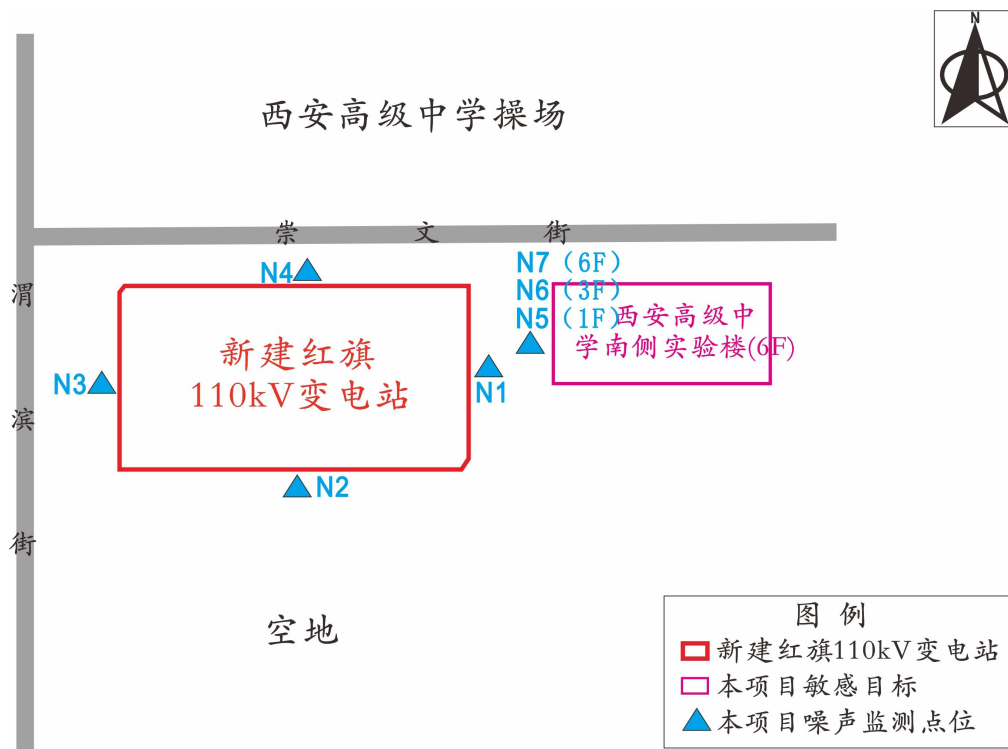 N
西安高级中学操场
崇文街
N4
N7（6F）
N6（3F）
N5（1F）
西安高级中
学南侧实验楼(6F)
渭滨街
新建红旗
110kV变电站
N3
N1
N2
空地
图 例
新建红旗110kV变电站
本项目敏感目标
本项目噪声监测点位